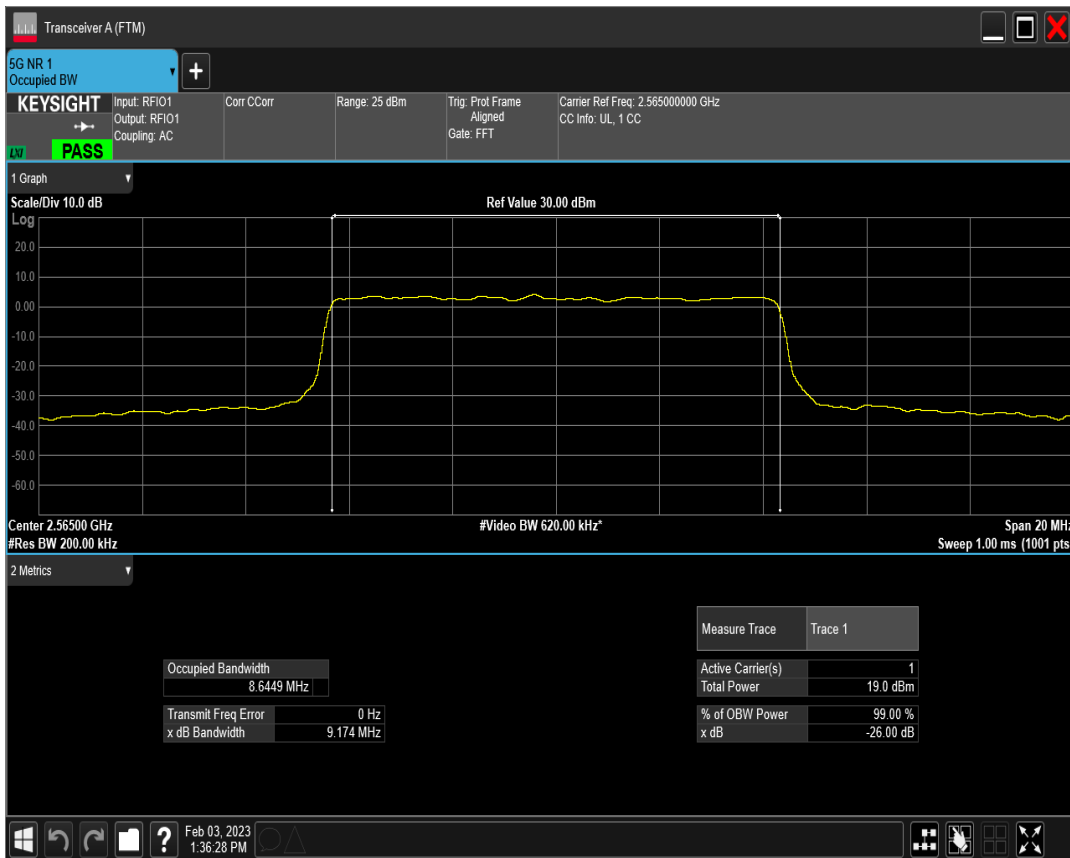 Transceiver A (FTM)
5G NR 1
Occupied BW
+
KEYSIGHT
LXI
PASS
Input: RFIO1
Output: RFIO1
Coupling: AC
Corr CCorr
Range: 25 dBm
Trig: Prot Frame
Aligned
Gate: FFT
Carrier Ref Freq: 2.565000000 GHz
CC Info: UL, 1 CC
1 Graph
Scale/Div 10.0 dB
Ref Value 30.00 dBm
Log
20.0
10.0
0.00
-10.0
-20.0
-30.0
-40.0
-50.0
-60.0
Center 2.56500 GHz
#Video BW 620.00 kHz*
Span 20 MHz
#Res BW 200.00 kHz
Sweep 1.00 ms (1001 pts
2 Metrics
Measure Trace Trace 1
Occupied Bandwidth
8.6449 MHz
Active Carrier(s) 1
Total Power 19.0 dBm
Transmit Freq Error 0 Hz
x dB Bandwidth 9.174 MHz
% of OBW Power 99.00 %
x dB -26.00 dB
?
Feb 03, 2023
1:36:28 PM